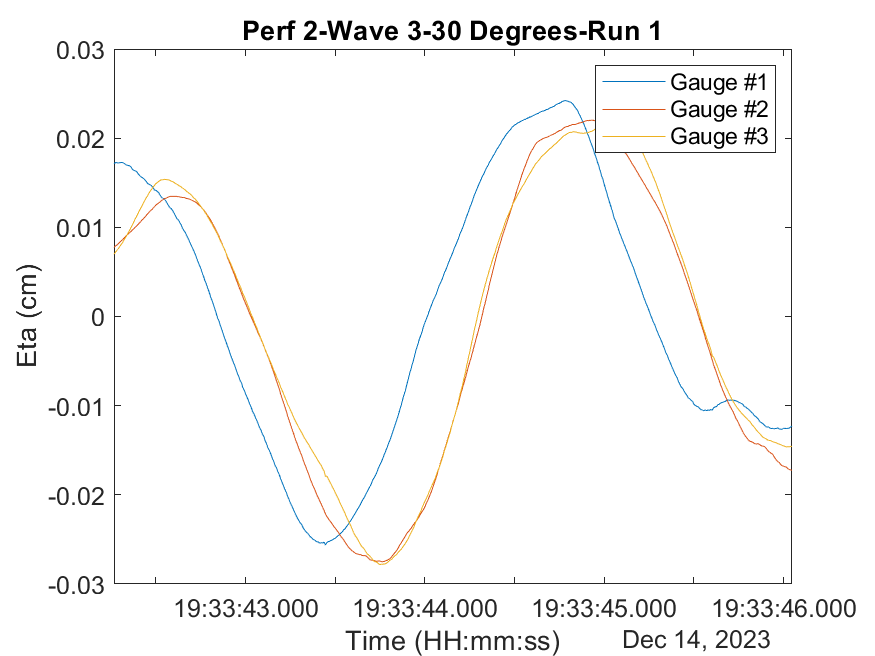 Perf 2-Wave 3-30 Degrees-Run 1
Gauge #1
Gauge #2
Gauge #3
0.03
0.02
0.01
0
-0.01
-0.02
-0.03
Eta (cm)
19:33:43.000 19:33:44.000 19:33:45.000 19:33:46.000
Time (HH:mm:ss)
Dec 14, 2023